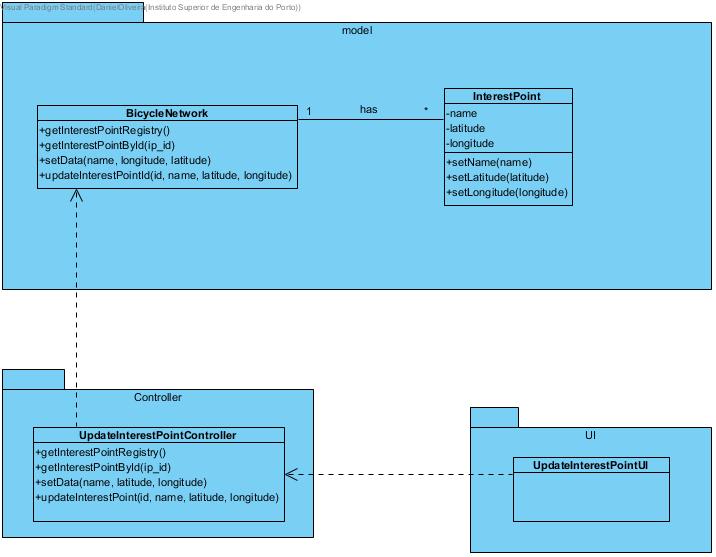 Visual Paradigm Standard(DanielOliveira(Instituto Superior de Engenharia do Porto))
model
BicycleNetwork
+getInterestPointRegistry()
+getInterestPointById(ip_id)
+setData(name, longitude, latitude)
+updateInterestPointId(id, name, latitude, longitude)
1 has *
InterestPoint
-name
-latitude
-longitude
+setName(name)
+setLatitude(latitude)
+setLongitude(longitude)
Controller
UpdateInterestPointController
+getInterestPointRegistry()
+getInterestPointById(ip_id)
+setData(name, latitude, longitude)
+updateInterestPoint(id, name, latitude, longitude)
UI
UpdateInterestPointUI